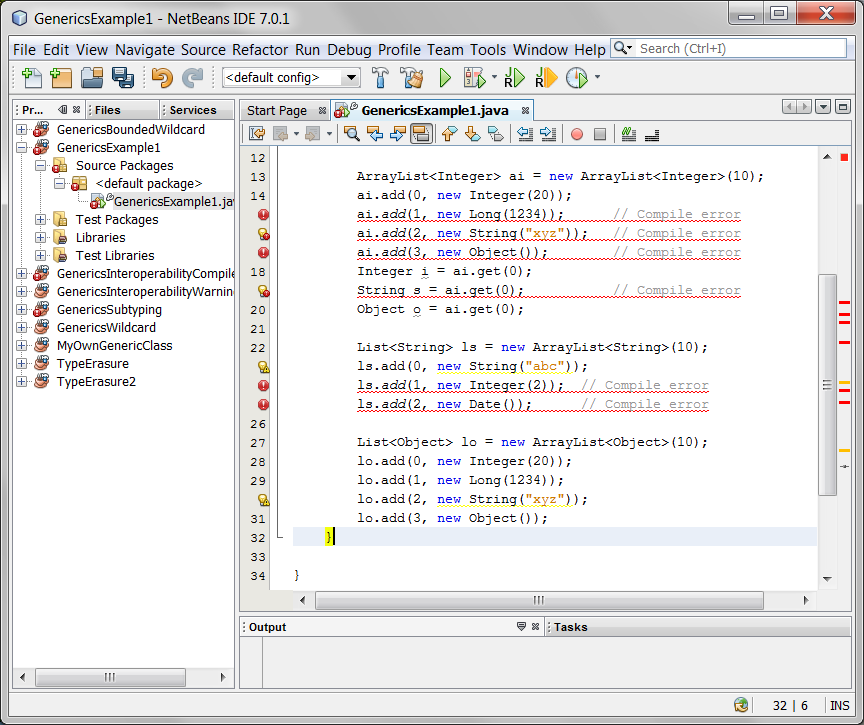 GenericsExample1 - NetBeans IDE 7.0.1
File Edit View Navigate Source Refactor Run Debug Profile Team Tools Window Help Search (Ctrl+I)
<default config>
Pr... Files Services
Start Page GenericsExample1.java
GenericsBoundedWildcard
GenericsExample1
Source Packages
<default package>
GenericsExample1.jav
Test Packages
Libraries
Test Libraries
GenericsInteroperabilityCompile
GenericsInteroperabilityWarnin
GenericsSubtyping
GenericsWildcard
MyOwnGenericClass
TypeErasure
TypeErasure2
12
13 ArrayList<Integer> ai = new ArrayList<Integer>(10);
14 ai.add(0, new Integer(20));
ai.add(1, new Long(1234)); // Compile error
ai.add(2, new String("xyz")); // Compile error
ai.add(3, new Object()); // Compile error
18 Integer i = ai.get(0);
String s = ai.get(0); // Compile error
20 Object o = ai.get(0);
21
22 List<String> ls = new ArrayList<String>(10);
ls.add(0, new String("abc"));
ls.add(1, new Integer(2)); // Compile error
ls.add(2, new Date()); // Compile error
26
27 List<Object> lo = new ArrayList<Object>(10);
28 lo.add(0, new Integer(20));
29 lo.add(1, new Long(1234));
lo.add(2, new String("xyz"));
31 lo.add(3, new Object());
32 }
33
34 }
Output Tasks
32 | 6 INS